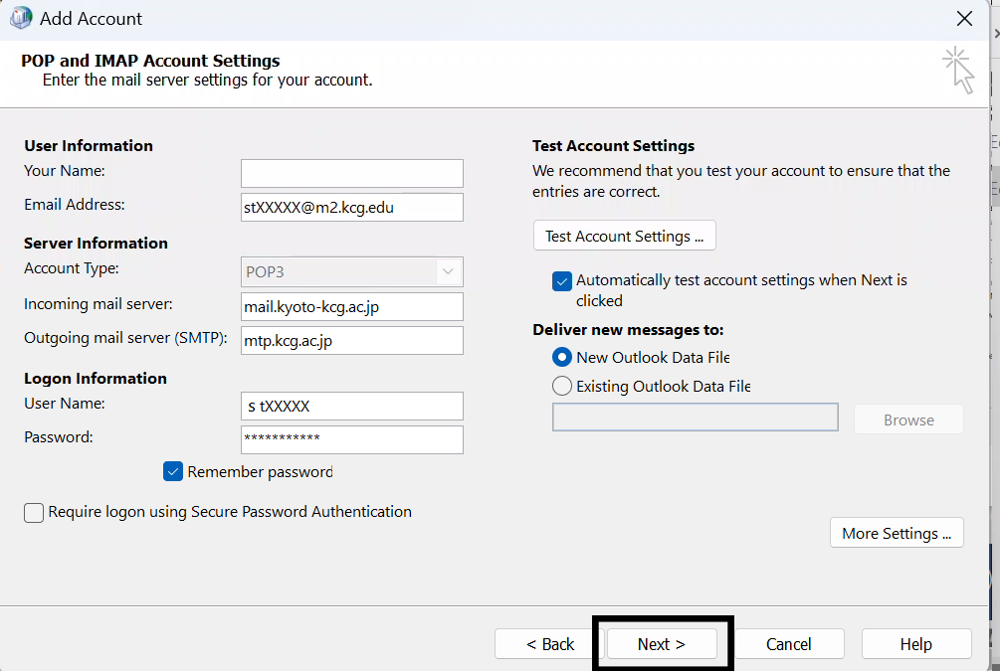 Add Account
POP and IMAP Account Settings
Enter the mail server settings for your account.
User Information
Your Name:
Email Address:
stXXXXX@m2.kcg.edu
Server Information
Account Type:
POP3
Incoming mail server:
mail.kyoto-kcg.ac.jp
Outgoing mail server (SMTP):
mtp.kcg.ac.jp
Logon Information
User Name:
s tXXXXX
Password:
***********
Remember password
Require logon using Secure Password Authentication
Test Account Settings
We recommend that you test your account to ensure that the
entries are correct.
Test Account Settings ...
Automatically test account settings when Next is
clicked
Deliver new messages to:
New Outlook Data File
Existing Outlook Data File
Browse
More Settings ...
< Back
Next >
Cancel
Help